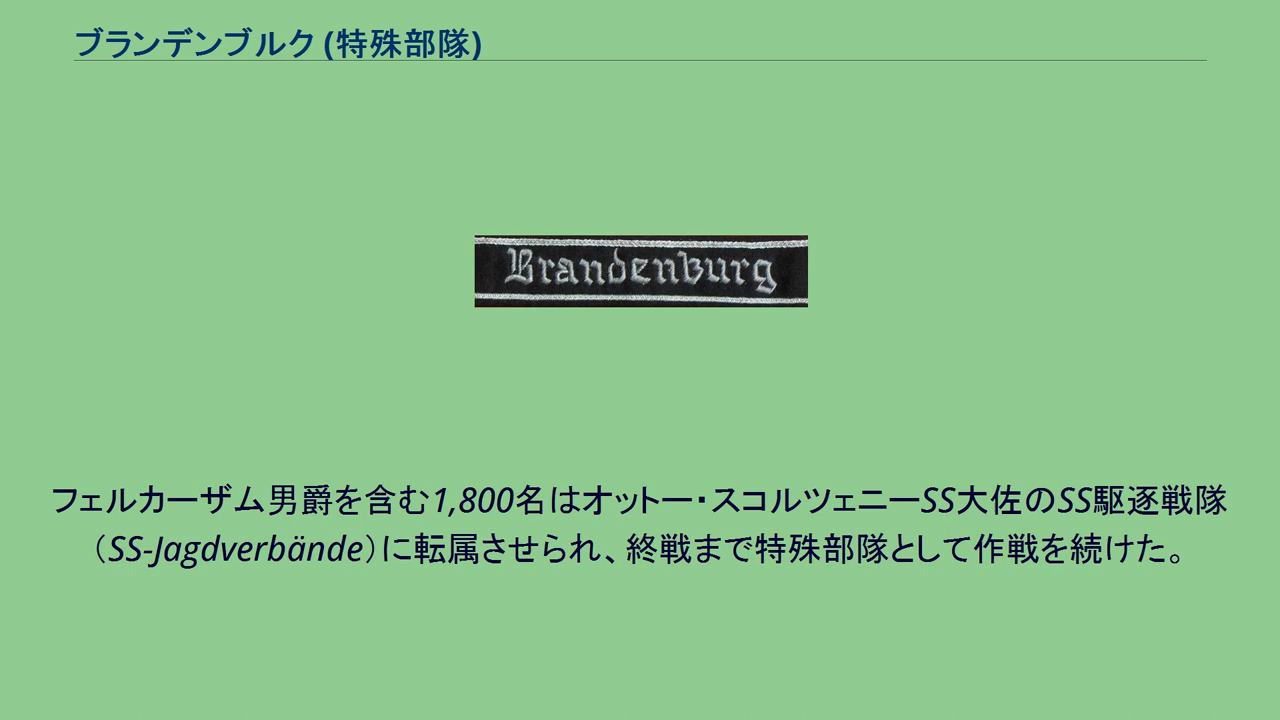 ブランデンブルク (特殊部隊)
Brandenburg
フェルカーザム男爵を含む1,800名はオットー・スコルツェニーSS大佐のSS駆逐戦隊
（SS-Jagdverbände）に転属させられ、終戦まで特殊部隊として作戦を続けた。